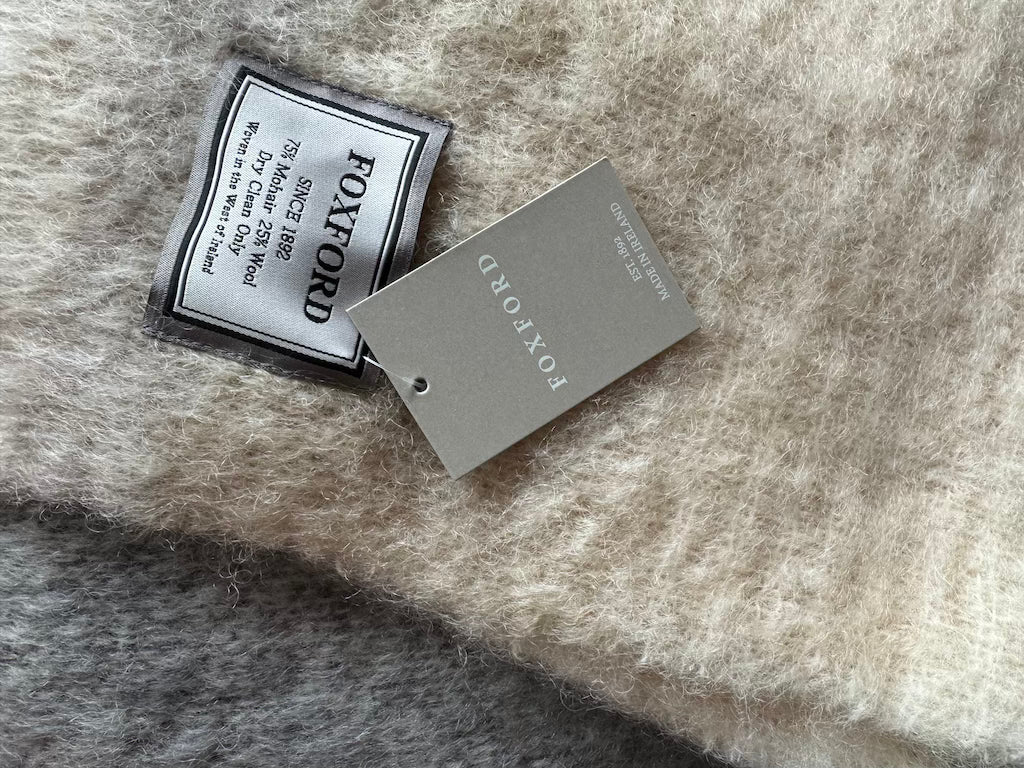 FOXFORD
SINCE 1892
75% Mohair 25% Wool
Dry Clean Only
Woven in the West of Ireland
FOXFORD
EST. 1892
MADE IN IRELAND